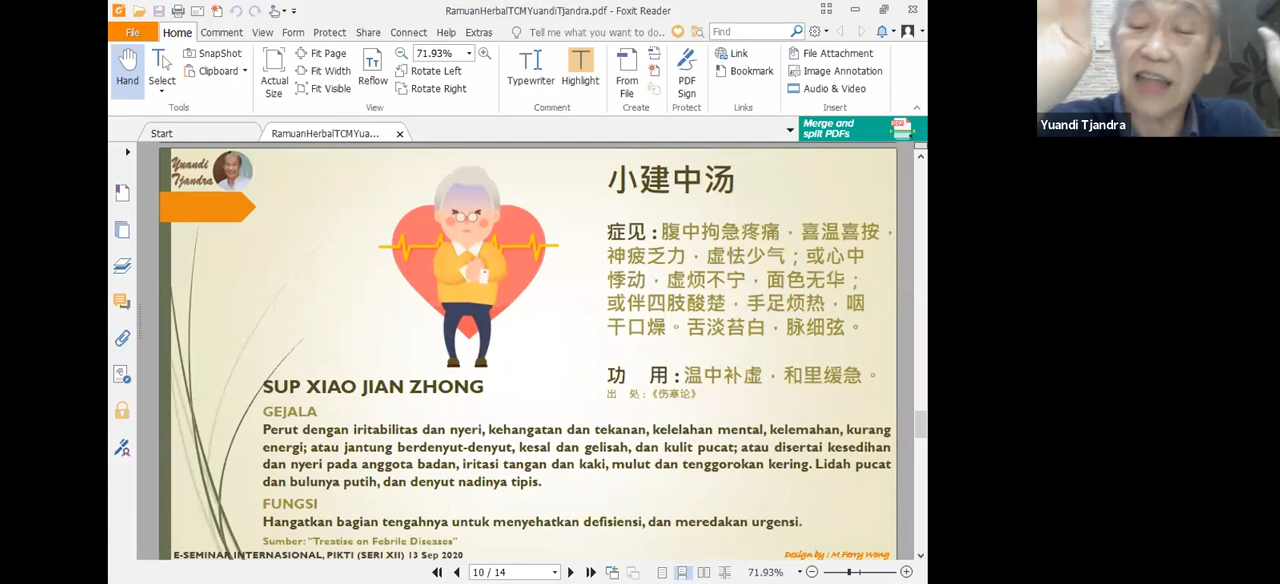 RamuanHerbalTCMYuandiTjandra.pdf - Foxit Reader
File Home Comment View Form Protect Share Connect Help Extras Tell me what you want to do.. Find
Hand
Select
SnapShot
Clipboard
Tools
Actual Size
Fit Page
Fit Width
Fit Visible
Reflow
71.93%
Rotate Left
Rotate Right
View
Typewriter
Highlight
Comment
From File
Create
PDF Sign
Protect
Link
Bookmark
Links
File Attachment
Image Annotation
Audio & Video
Insert
Yuandi Tjandra
Start
RamuanHerbalTCMYua...
Merge and
split PDFs
Yuandi
Tjandra
小建中汤
症见:腹中拘急疼痛,喜温喜按,
神疲乏力,虚怯少气;或心中
悸动,虚烦不宁,面色无华;
或伴四肢酸楚,手足烦热,咽
干口燥。舌淡苔白,脉细弦。
功 用:温中补虚,和里缓急。
出 处:《伤寒论》
SUP XIAO JIAN ZHONG
GEJALA
Perut dengan iritabilitas dan nyeri, kehangatan dan tekanan, kelelahan mental, kelemahan, kurang
energi; atau jantung berdenyut-denyut, kesal dan gelisah, dan kulit pucat; atau disertai kesedihan
dan nyeri pada anggota badan, iritasi tangan dan kaki, mulut dan tenggorokan kering. Lidah pucat
dan bulunya putih, dan denyut nadinya tipis.
FUNGSI
Hangatkan bagian tengahnya untuk menyehatkan defisiensi, dan meredakan urgensi.
Sumber: "Treatise on Febrile Diseases"
E-SEMINAR INTERNASIONAL, PIKTI (SERI XII) 13 Sep 2020
Design by : M Ferry Wong
10 / 14
71.93%